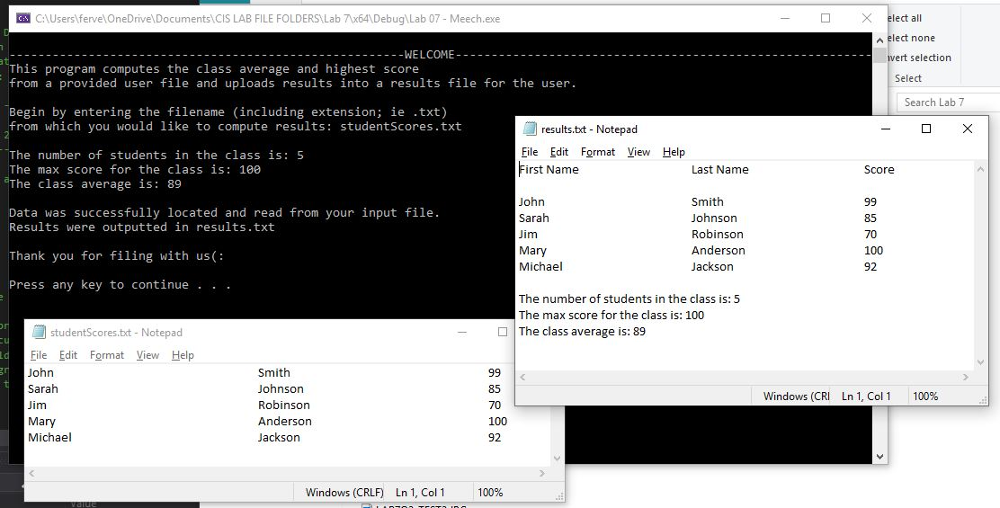 C:\Users\ferve\OneDrive\Documents\CIS LAB FILE FOLDERS\Lab 7\x64\Debug\Lab 07 - Meech.exe
WELCOME
This program computes the class average and highest score
from a provided user file and uploads results into a results file for the user.
Begin by entering the filename (including extension; ie .txt)
from which you would like to compute results: studentScores.txt
The number of students in the class is: 5
The max score for the class is: 100
The class average is: 89
Data was successfully located and read from your input file.
Results were outputted in results.txt
Thank you for filing with us(:
Press any key to continue . . .
elect all
elect none
nvert selection
Select
Search Lab 7
results.txt - Notepad
File Edit Format View Help
First Name Last Name Score
John Smith 99
Sarah Johnson 85
Jim Robinson 70
Mary Anderson 100
Michael Jackson 92
The number of students in the class is: 5
The max score for the class is: 100
The class average is: 89
Windows (CRI Ln 1, Col 1 100%
studentScores.txt - Notepad
File Edit Format View Help
John Smith 99
Sarah Johnson 85
Jim Robinson 70
Mary Anderson 100
Michael Jackson 92
Windows (CRLF) Ln 1, Col 1 100%
Value